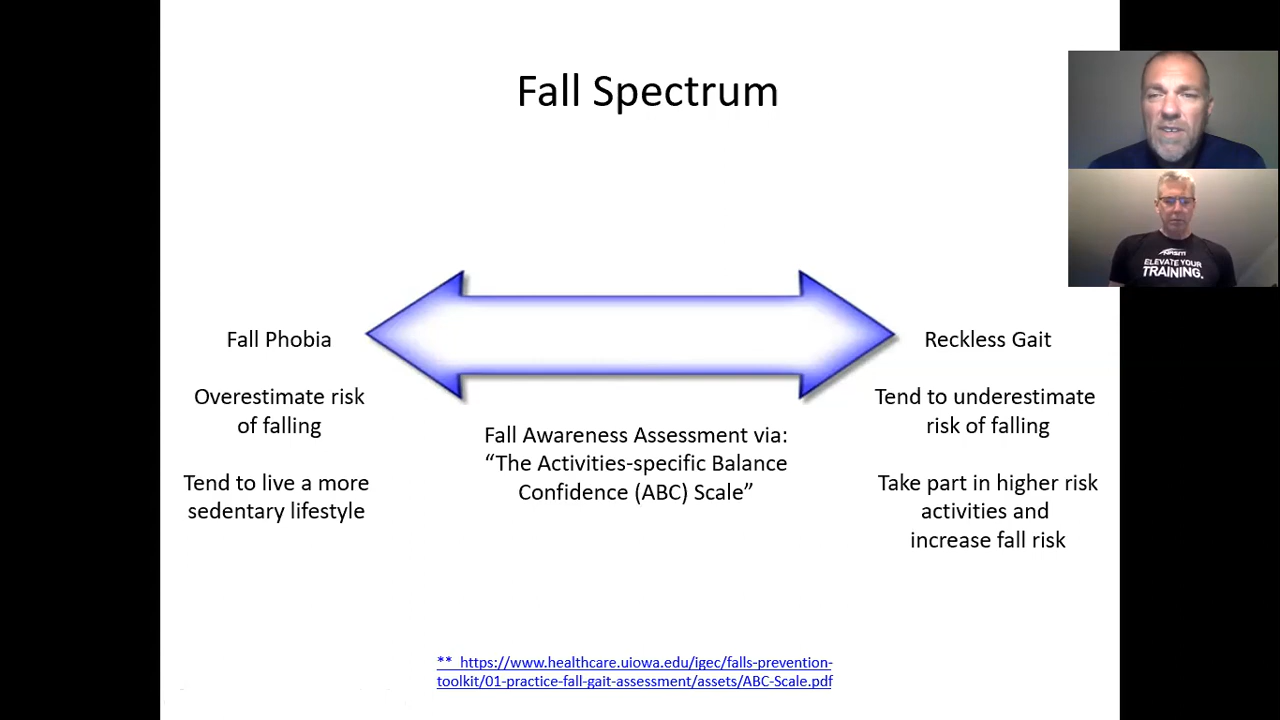 Fall Spectrum
Fall Phobia
Overestimate risk
of falling
Tend to live a more
sedentary lifestyle
Fall Awareness Assessment via:
“The Activities-specific Balance
Confidence (ABC) Scale”
Reckless Gait
Tend to underestimate
risk of falling
Take part in higher risk
activities and
increase fall risk
** https://www.healthcare.uiowa.edu/igec/falls-prevention-
toolkit/01-practice-fall-gait-assessment/assets/ABC-Scale.pdf
NASM
ELEVATE YOUR
TRAINING.